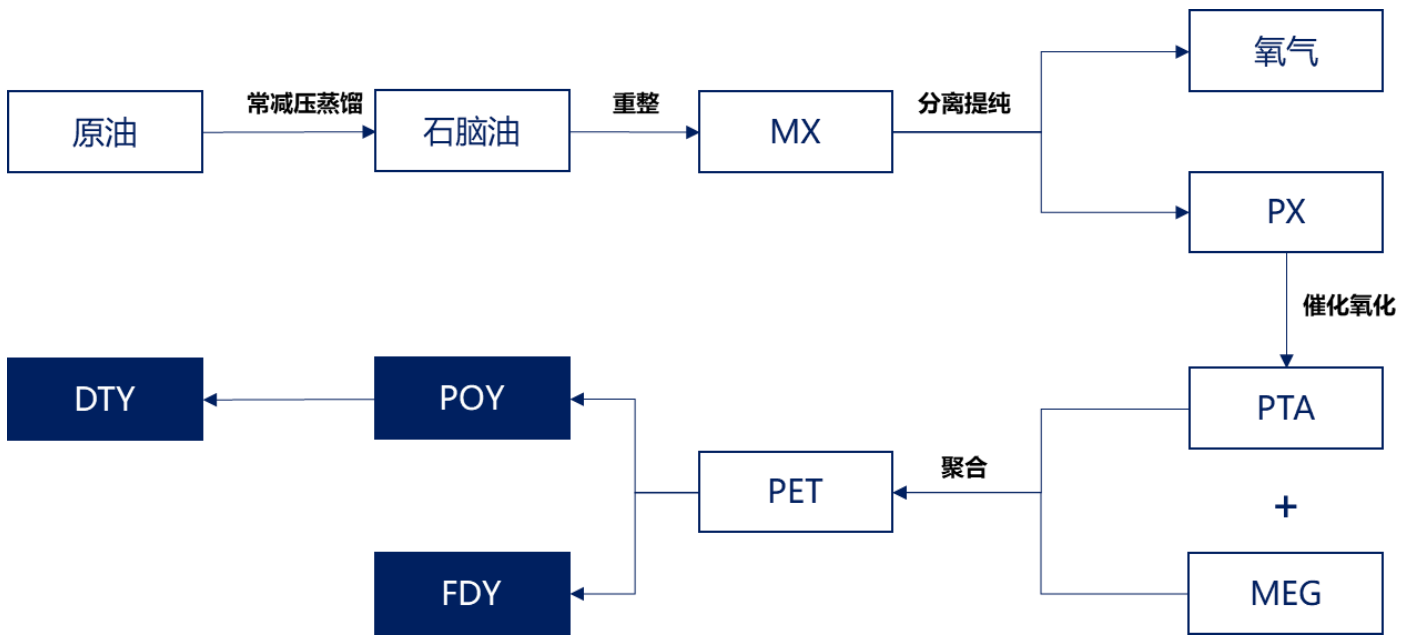 氧气
常减压蒸馏
重整
分离提纯
原油
石脑油
MX
PX
催化氧化
DTY
POY
PTA
聚合
PET
+
FDY
MEG